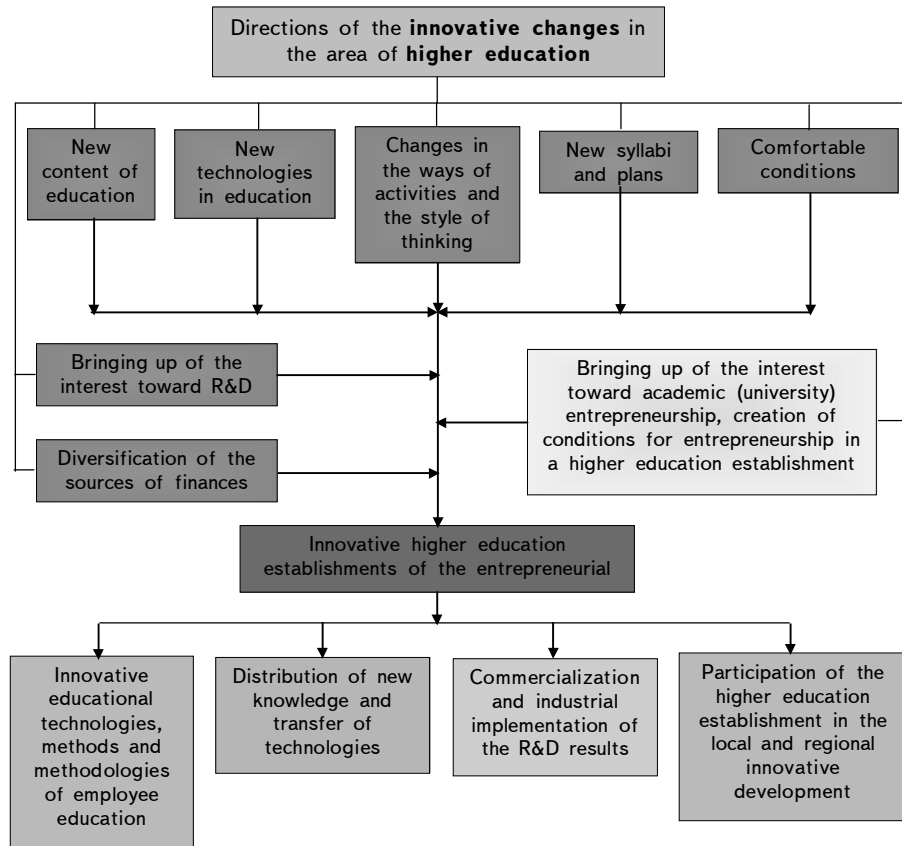 Directions of the innovative changes in
the area of higher education
New
content of
education
New
technologies
in education
Changes in
the ways of
activities and
the style of
thinking
New syllabi
and plans
Comfortable
conditions
Bringing up of the
interest toward R&D
Bringing up of the interest
toward academic (university)
entrepreneurship, creation of
conditions for entrepreneurship in
a higher education establishment
Diversification of the
sources of finances
Innovative higher education
establishments of the entrepreneurial
Innovative
educational
technologies,
methods and
methodologies
of employee
education
Distribution of new
knowledge and
transfer of
technologies
Commercialization
and industrial
implementation of
the R&D results
Participation of the
higher education
establishment in the
local and regional
innovative
development